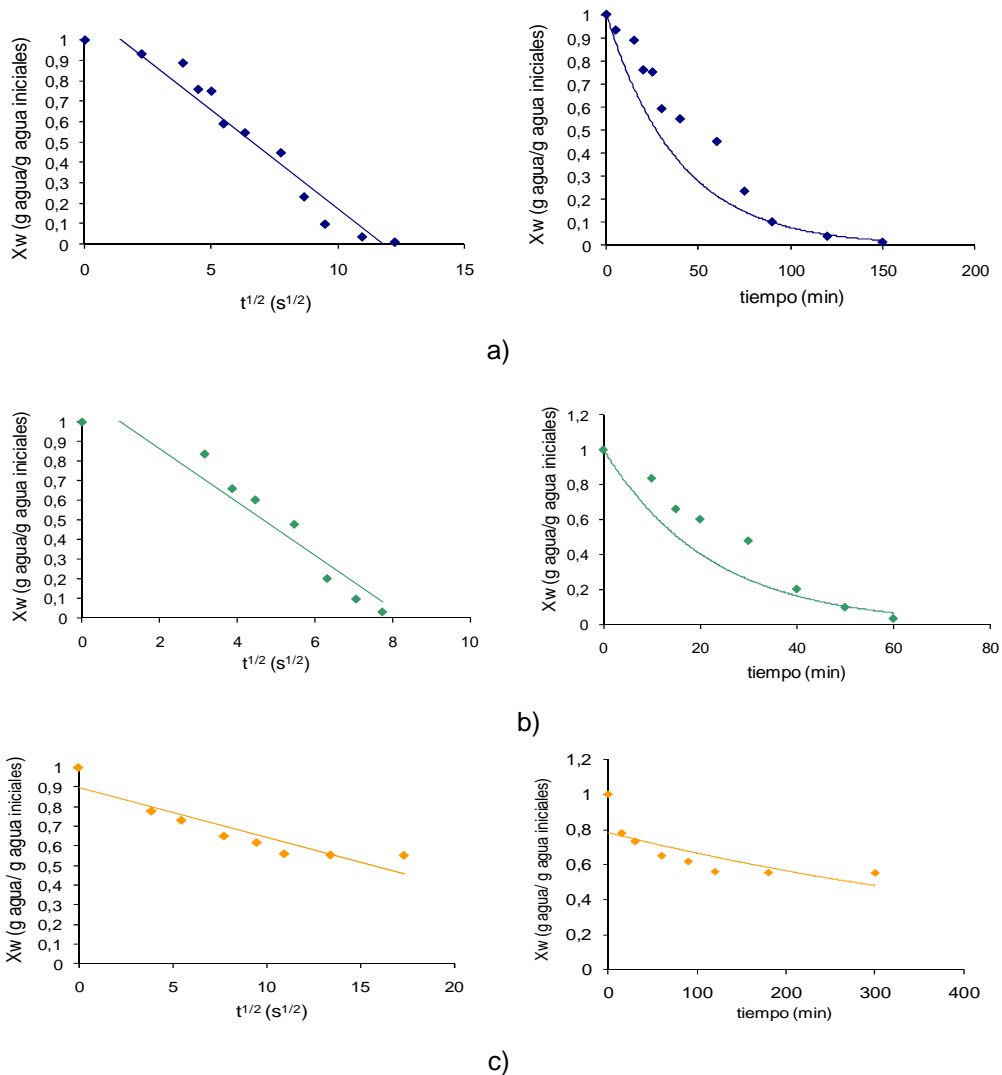 Xw (g agua/g agua iniciales)
1
0,9
0,8
0,7
0,6
0,5
0,4
0,3
0,2
0,1
0
0 5 10 15
t1/2 (s1/2)
Xw (g agua/g agua iniciales)
1
0,9
0,8
0,7
0,6
0,5
0,4
0,3
0,2
0,1
0
0 50 100 150 200
tiempo (min)
a)
Xw (g agua/g agua iniciales)
1
0,9
0,8
0,7
0,6
0,5
0,4
0,3
0,2
0,1
0
0 2 4 6 8 10
t1/2 (s1/2)
Xw (g agua/g agua iniciales)
1,2
1
0,8
0,6
0,4
0,2
0
0 20 40 60 80
tiempo (min)
b)
Xw (g agua/ g agua iniciales)
1
0,9
0,8
0,7
0,6
0,5
0,4
0,3
0,2
0,1
0
0 5 10 15 20
t1/2 (s1/2)
Xw (g agua/ g agua iniciales)
1,2
1
0,8
0,6
0,4
0,2
0
0 100 200 300 400
tiempo (min)
c)